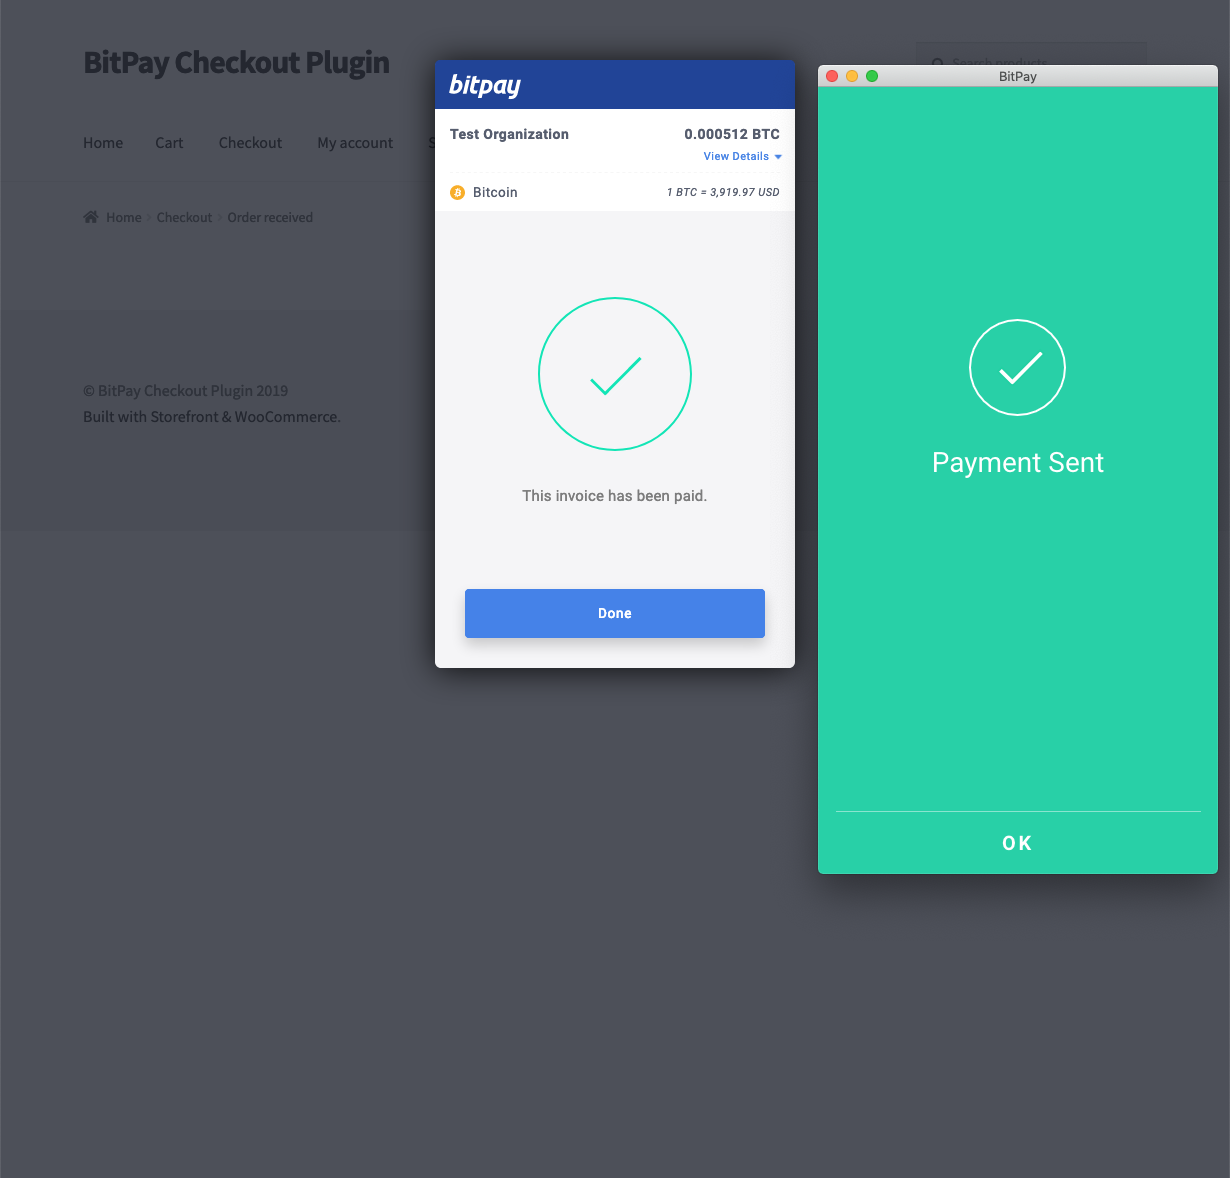 BitPay Checkout Plugin
Search products
Home Cart Checkout My account S
Home Checkout Order received
© BitPay Checkout Plugin 2019
Built with Storefront & WooCommerce.
bitpay
Test Organization 0.000512 BTC
View Details
Bitcoin 1 BTC = 3,919.97 USD
This invoice has been paid.
Done
BitPay
Payment Sent
OK